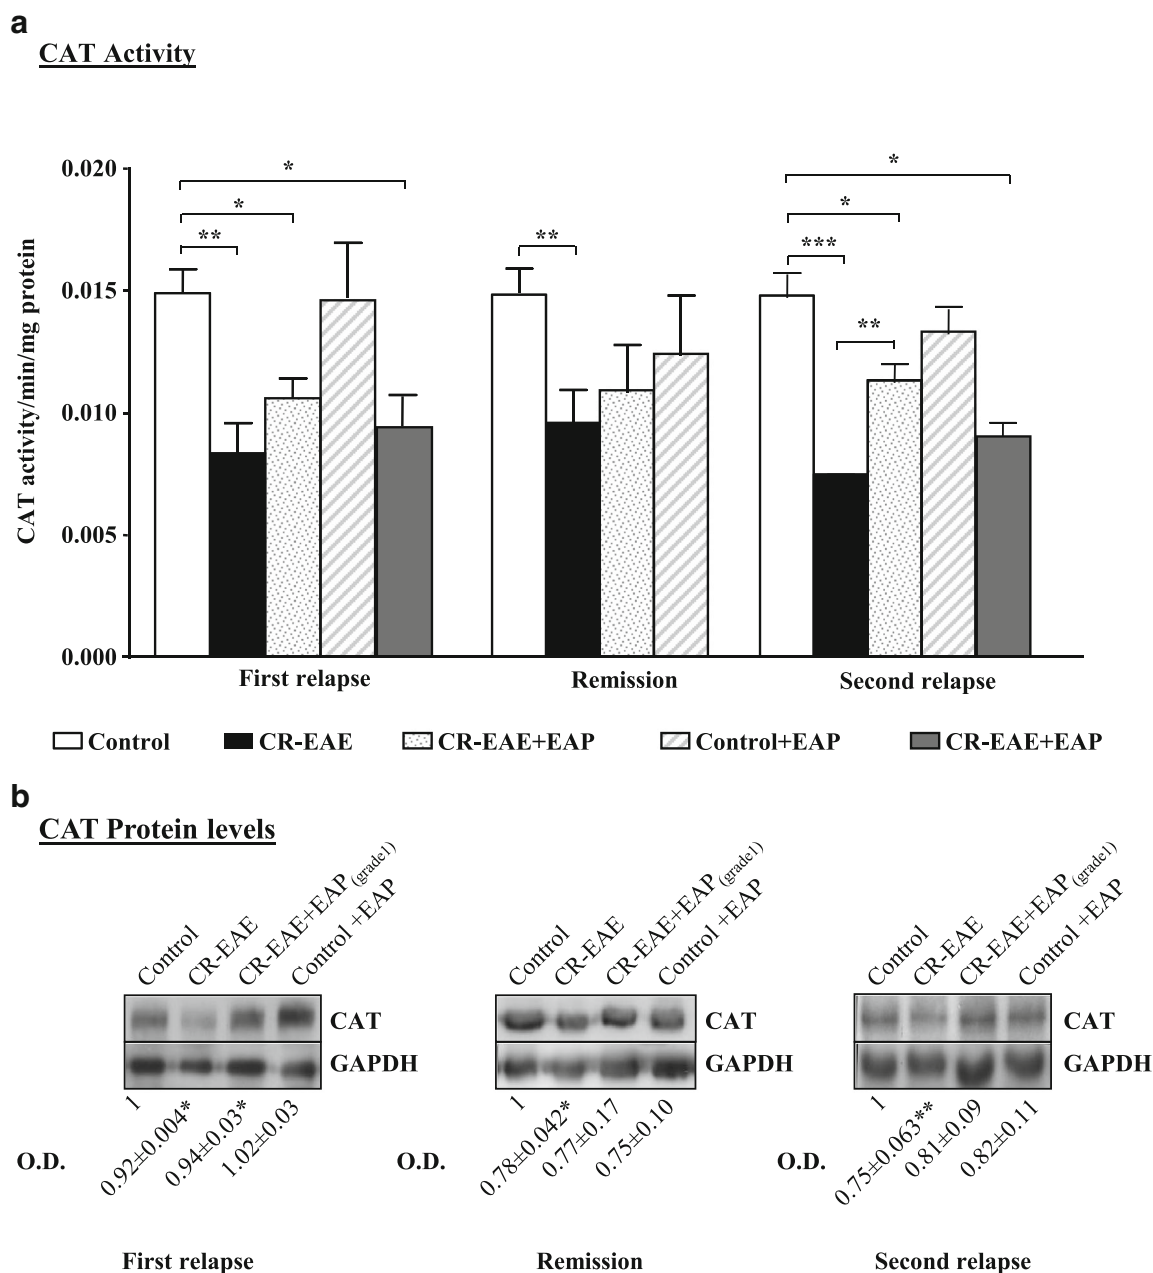 a
CAT Activity
CAT activity/min/mg protein
0.020
0.015
0.010
0.005
0.000
*
*
**
**
*
*
***
**
First relapse Remission Second relapse
Control CR-EAE CR-EAE+EAP Control+EAP CR-EAE+EAP
b
CAT Protein levels
Control CR-EAE CR-EAE+EAP (grade1) Control +EAP
CAT
GAPDH
O.D. 1 0.92±0.004* 0.94±0.03* 1.02±0.03
First relapse
Control CR-EAE CR-EAE+EAP (grade1) Control +EAP
CAT
GAPDH
O.D. 1 0.78±0.042* 0.77±0.17 0.75±0.10
Remission
Control CR-EAE CR-EAE+EAP (grade1) Control +EAP
CAT
GAPDH
O.D. 1 0.75±0.063** 0.81±0.09 0.82±0.11
Second relapse